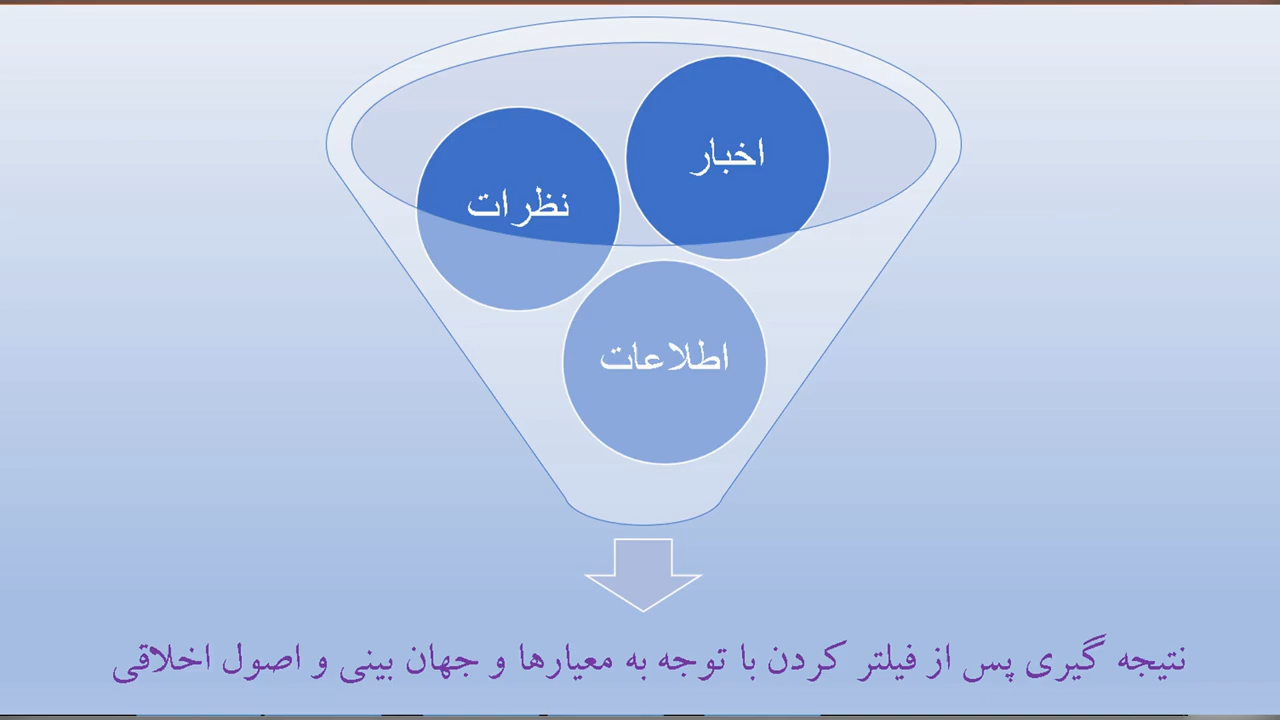 اخبار
نظرات
اطلاعات
نتیجه گیری پس از فیلتر کردن با توجه به معیارها و جهان بینی و اصول اخلاقی